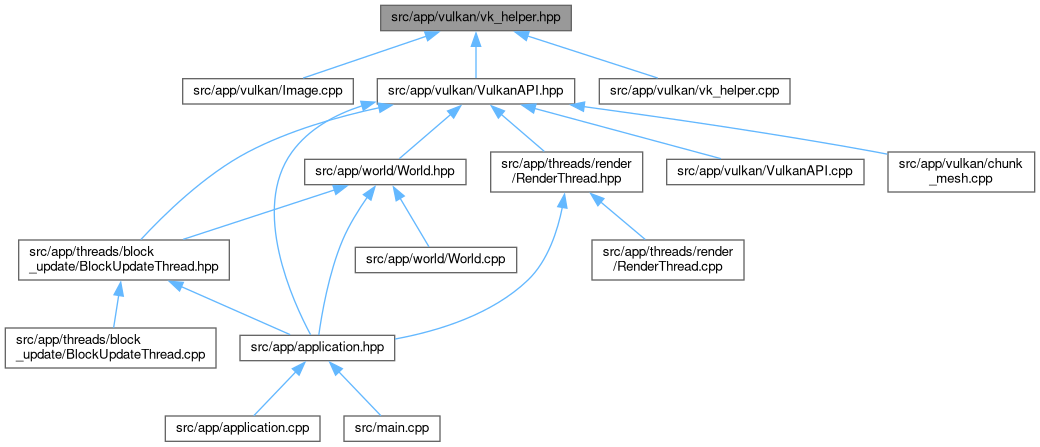 src/app/vulkan/vk_helper.hpp
src/app/vulkan/Image.cpp
src/app/vulkan/VulkanAPI.hpp
src/app/vulkan/vk_helper.cpp
src/app/world/World.hpp
src/app/threads/render
/RenderThread.hpp
src/app/vulkan/VulkanAPI.cpp
src/app/vulkan/chunk
_mesh.cpp
src/app/threads/block
_update/BlockUpdateThread.hpp
src/app/world/World.cpp
src/app/threads/render
/RenderThread.cpp
src/app/threads/block
_update/BlockUpdateThread.cpp
src/app/application.hpp
src/app/application.cpp
src/main.cpp